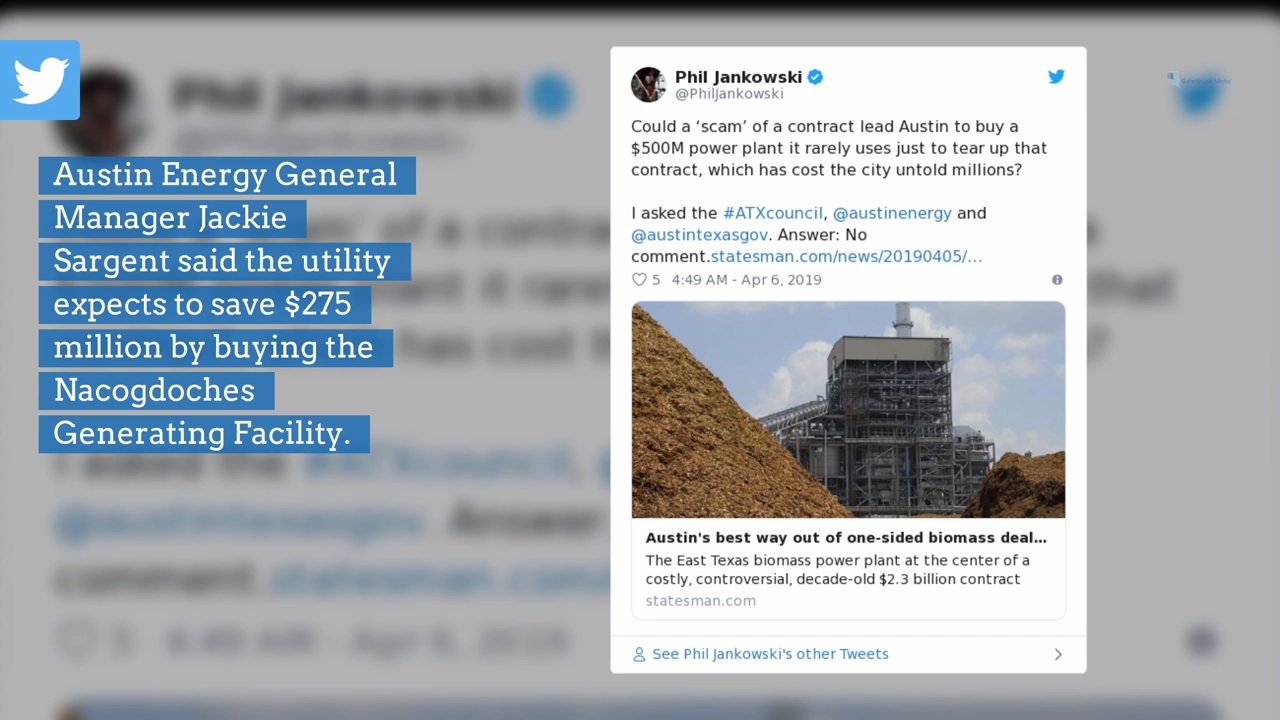 Austin Energy General
Manager Jackie
Sargent said the utility
expects to save $275
million by buying the
Nacogdoches
Generating Facility.
Phil Jankowski
@PhilJankowski
Could a ‘scam’ of a contract lead Austin to buy a
$500M power plant it rarely uses just to tear up that
contract, which has cost the city untold millions?
I asked the #ATXcouncil, @austinenergy and
@austintexasgov. Answer: No
comment.statesman.com/news/20190405/…
5 4:49 AM - Apr 6, 2019
Austin's best way out of one-sided biomass deal…
The East Texas biomass power plant at the center of a
costly, controversial, decade-old $2.3 billion contract
statesman.com
See Phil Jankowski's other Tweets